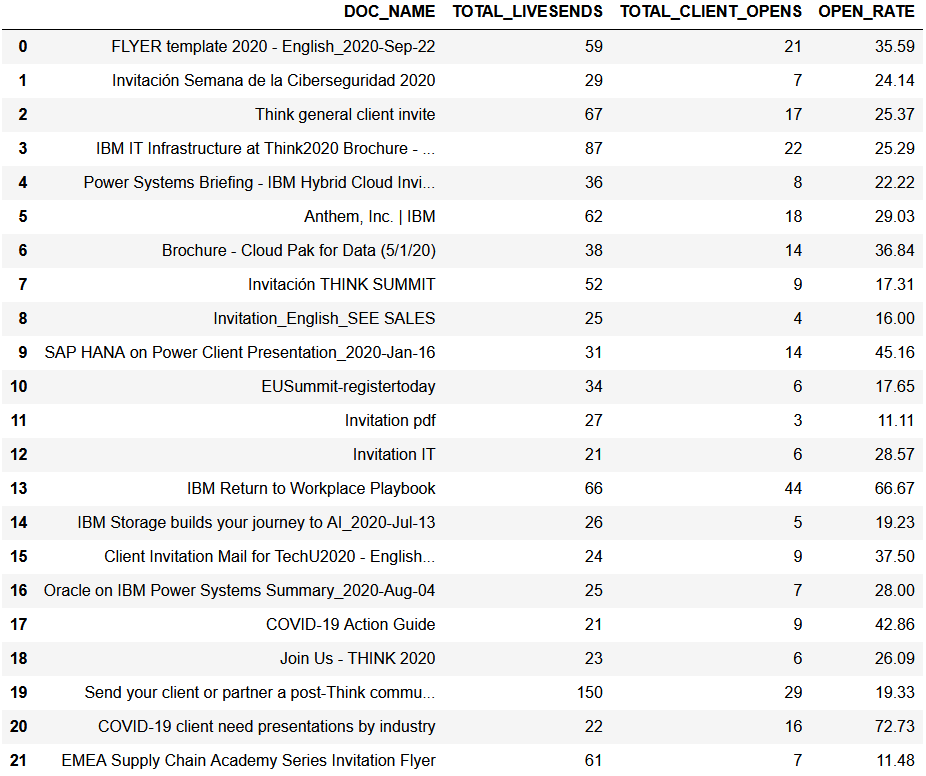 DOC_NAME TOTAL_LIVESENDS TOTAL_CLIENT_OPENS OPEN_RATE
0 FLYER template 2020 - English_2020-Sep-22 59 21 35.59
1 Invitación Semana de la Ciberseguridad 2020 29 7 24.14
2 Think general client invite 67 17 25.37
3 IBM IT Infrastructure at Think2020 Brochure - ... 87 22 25.29
4 Power Systems Briefing - IBM Hybrid Cloud Invi... 36 8 22.22
5 Anthem, Inc. | IBM 62 18 29.03
6 Brochure - Cloud Pak for Data (5/1/20) 38 14 36.84
7 Invitación THINK SUMMIT 52 9 17.31
8 Invitation_English_SEE SALES 25 4 16.00
9 SAP HANA on Power Client Presentation_2020-Jan-16 31 14 45.16
10 EUSummit-registertoday 34 6 17.65
11 Invitation pdf 27 3 11.11
12 Invitation IT 21 6 28.57
13 IBM Return to Workplace Playbook 66 44 66.67
14 IBM Storage builds your journey to AI_2020-Jul-13 26 5 19.23
15 Client Invitation Mail for TechU2020 - English... 24 9 37.50
16 Oracle on IBM Power Systems Summary_2020-Aug-04 25 7 28.00
17 COVID-19 Action Guide 21 9 42.86
18 Join Us - THINK 2020 23 6 26.09
19 Send your client or partner a post-Think commu... 150 29 19.33
20 COVID-19 client need presentations by industry 22 16 72.73
21 EMEA Supply Chain Academy Series Invitation Flyer 61 7 11.48